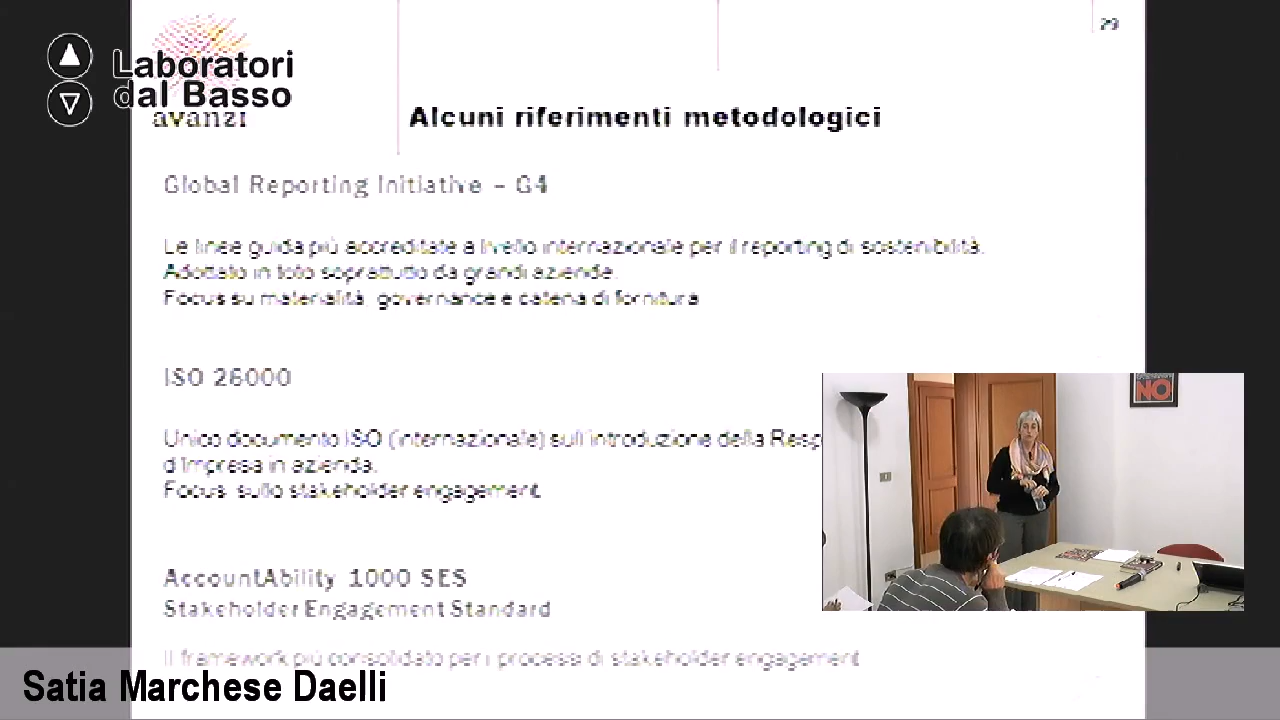 29
Laboratori
dal Basso
avanzi
Alcuni riferimenti metodologici
Global Reporting Initiative – G4
Le linee guida più accreditate a livello internazionale per il reporting di sostenibilità.
Adottato in toto soprattutto da grandi aziende.
Focus su materialità, governance e catena di fornitura
ISO 26000
Unico documento ISO (internazionale) sull'introduzione della Resp
d'Impresa in azienda.
Focus sullo stakeholder engagement
NO
AccountAbility 1000 SES
Stakeholder Engagement Standard
Il framework più consolidato per i processi di stakeholder engagement
Satia Marchese Daelli